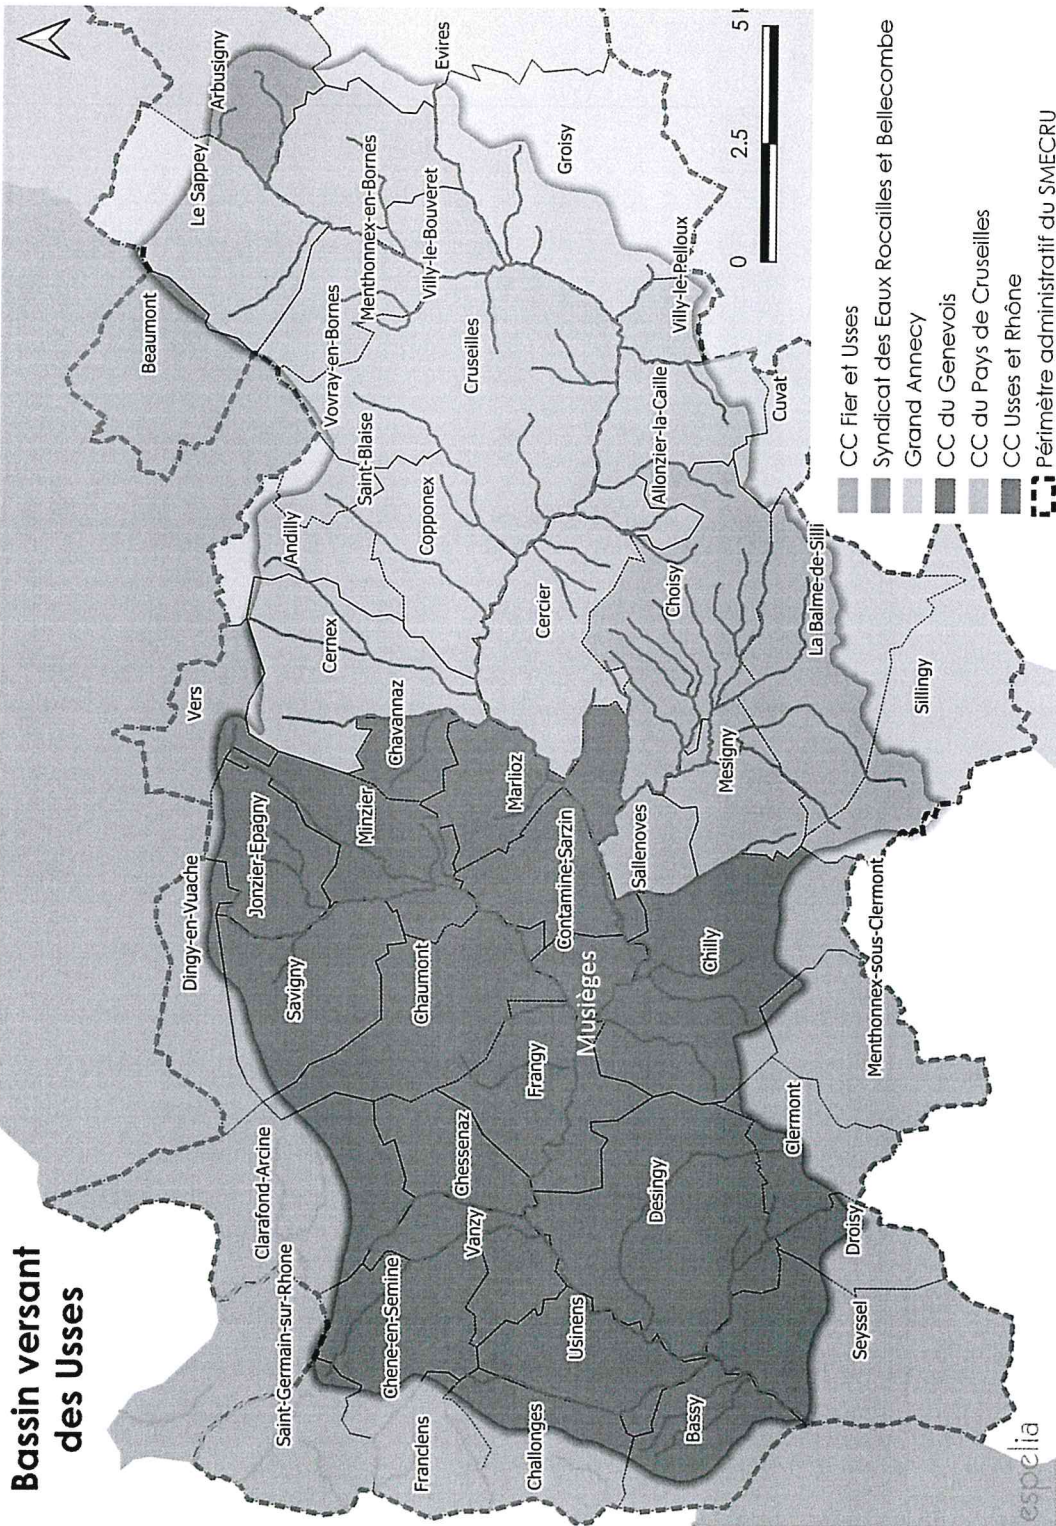 Bassin versant
des Usses
Arbusigny
Le Sappey
Evires
Beaumont
Menthonnex-en-Bornes
Villy-le-Bouveret
Groisy
Vovray-en-Bornes
Cruseilles
Villy-le-Pelloux
Saint-Blaise
Andilly
Copponex
Allonzier-la-Caille
Cuvat
Cernex
Cercier
Choisy
La Balme-de-Silli
Vers
Chavannaz
Marlioz
Mesigny
Sillingy
Dingy-en-Vuache
Jonzier-Epagny
Minzier
Contamine-Sarzin
Sallenoves
Savigny
Chaumont
Musièges
Chilly
Menthonnex-sous-Clermont
Frangy
Clermont
Clarafond-Arcine
Chessenaz
Vanzy
Desingy
Droisy
Saint-Germain-sur-Rhone
Chene-en-Semine
Usinens
Seyssel
Franclens
Challonges
Bassy
0 2.5 5
CC Fier et Usses
Syndicat des Eaux Rocailles et Bellecombe
Grand Annecy
CC du Genevois
CC du Pays de Cruseilles
CC Usses et Rhône
Périmètre administratif du SMECRU
espelia